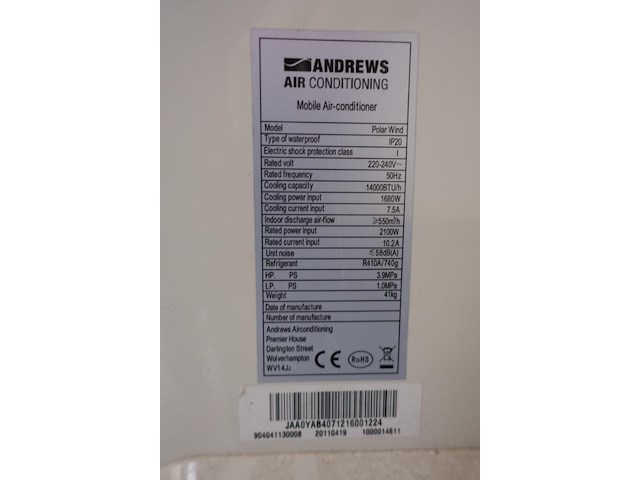 ANDREWS
AIR CONDITIONING
Mobile Air-conditioner
Model Polar Wind
Type of waterproof IP20
Electric shock protection class I
Rated volt 220-240V~
Rated frequency 50Hz
Cooling capacity 14000BTU/h
Cooling power input 1680W
Cooling current input 7.5A
Indoor discharge air-flow ≥550m³/h
Rated power input 2100W
Rated current input 10.2A
Unit noise ≤58dB(A)
Refrigerant R410A/740g
HP. PS 3.9MPa
LP. PS 1.0MPa
Weight 41kg
Date of manufacture
Number of manufacture
Andrews Airconditioning
Premier House
Darlington Street
Wolverhampton
WV14JJ
CE RoHS
JAA0YAB4071216001224
904041130008 20110419 1000014611